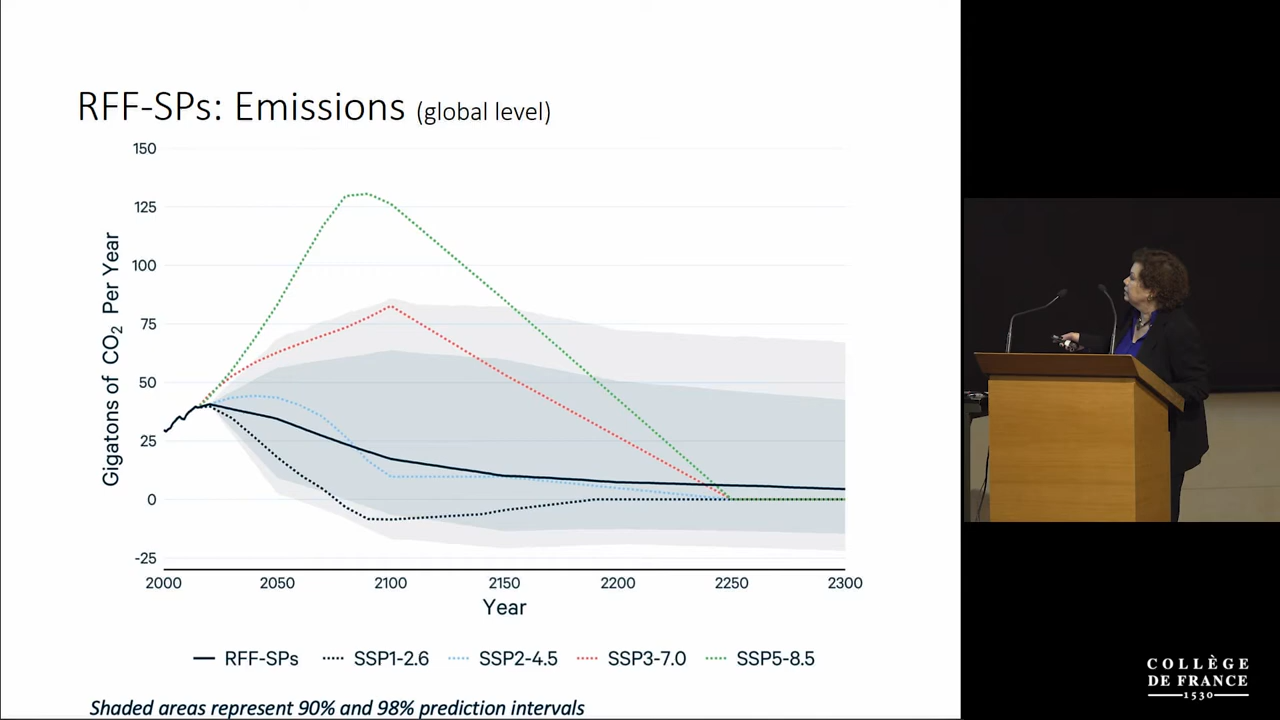 RFF-SPs: Emissions (global level)
150
125
100
75
50
25
0
-25
Gigatons of CO₂ Per Year
2000 2050 2100 2150 2200 2250 2300
Year
RFF-SPs SSP1-2.6 SSP2-4.5 SSP3-7.0 SSP5-8.5
Shaded areas represent 90% and 98% prediction intervals
COLLÈGE
DE FRANCE
1530